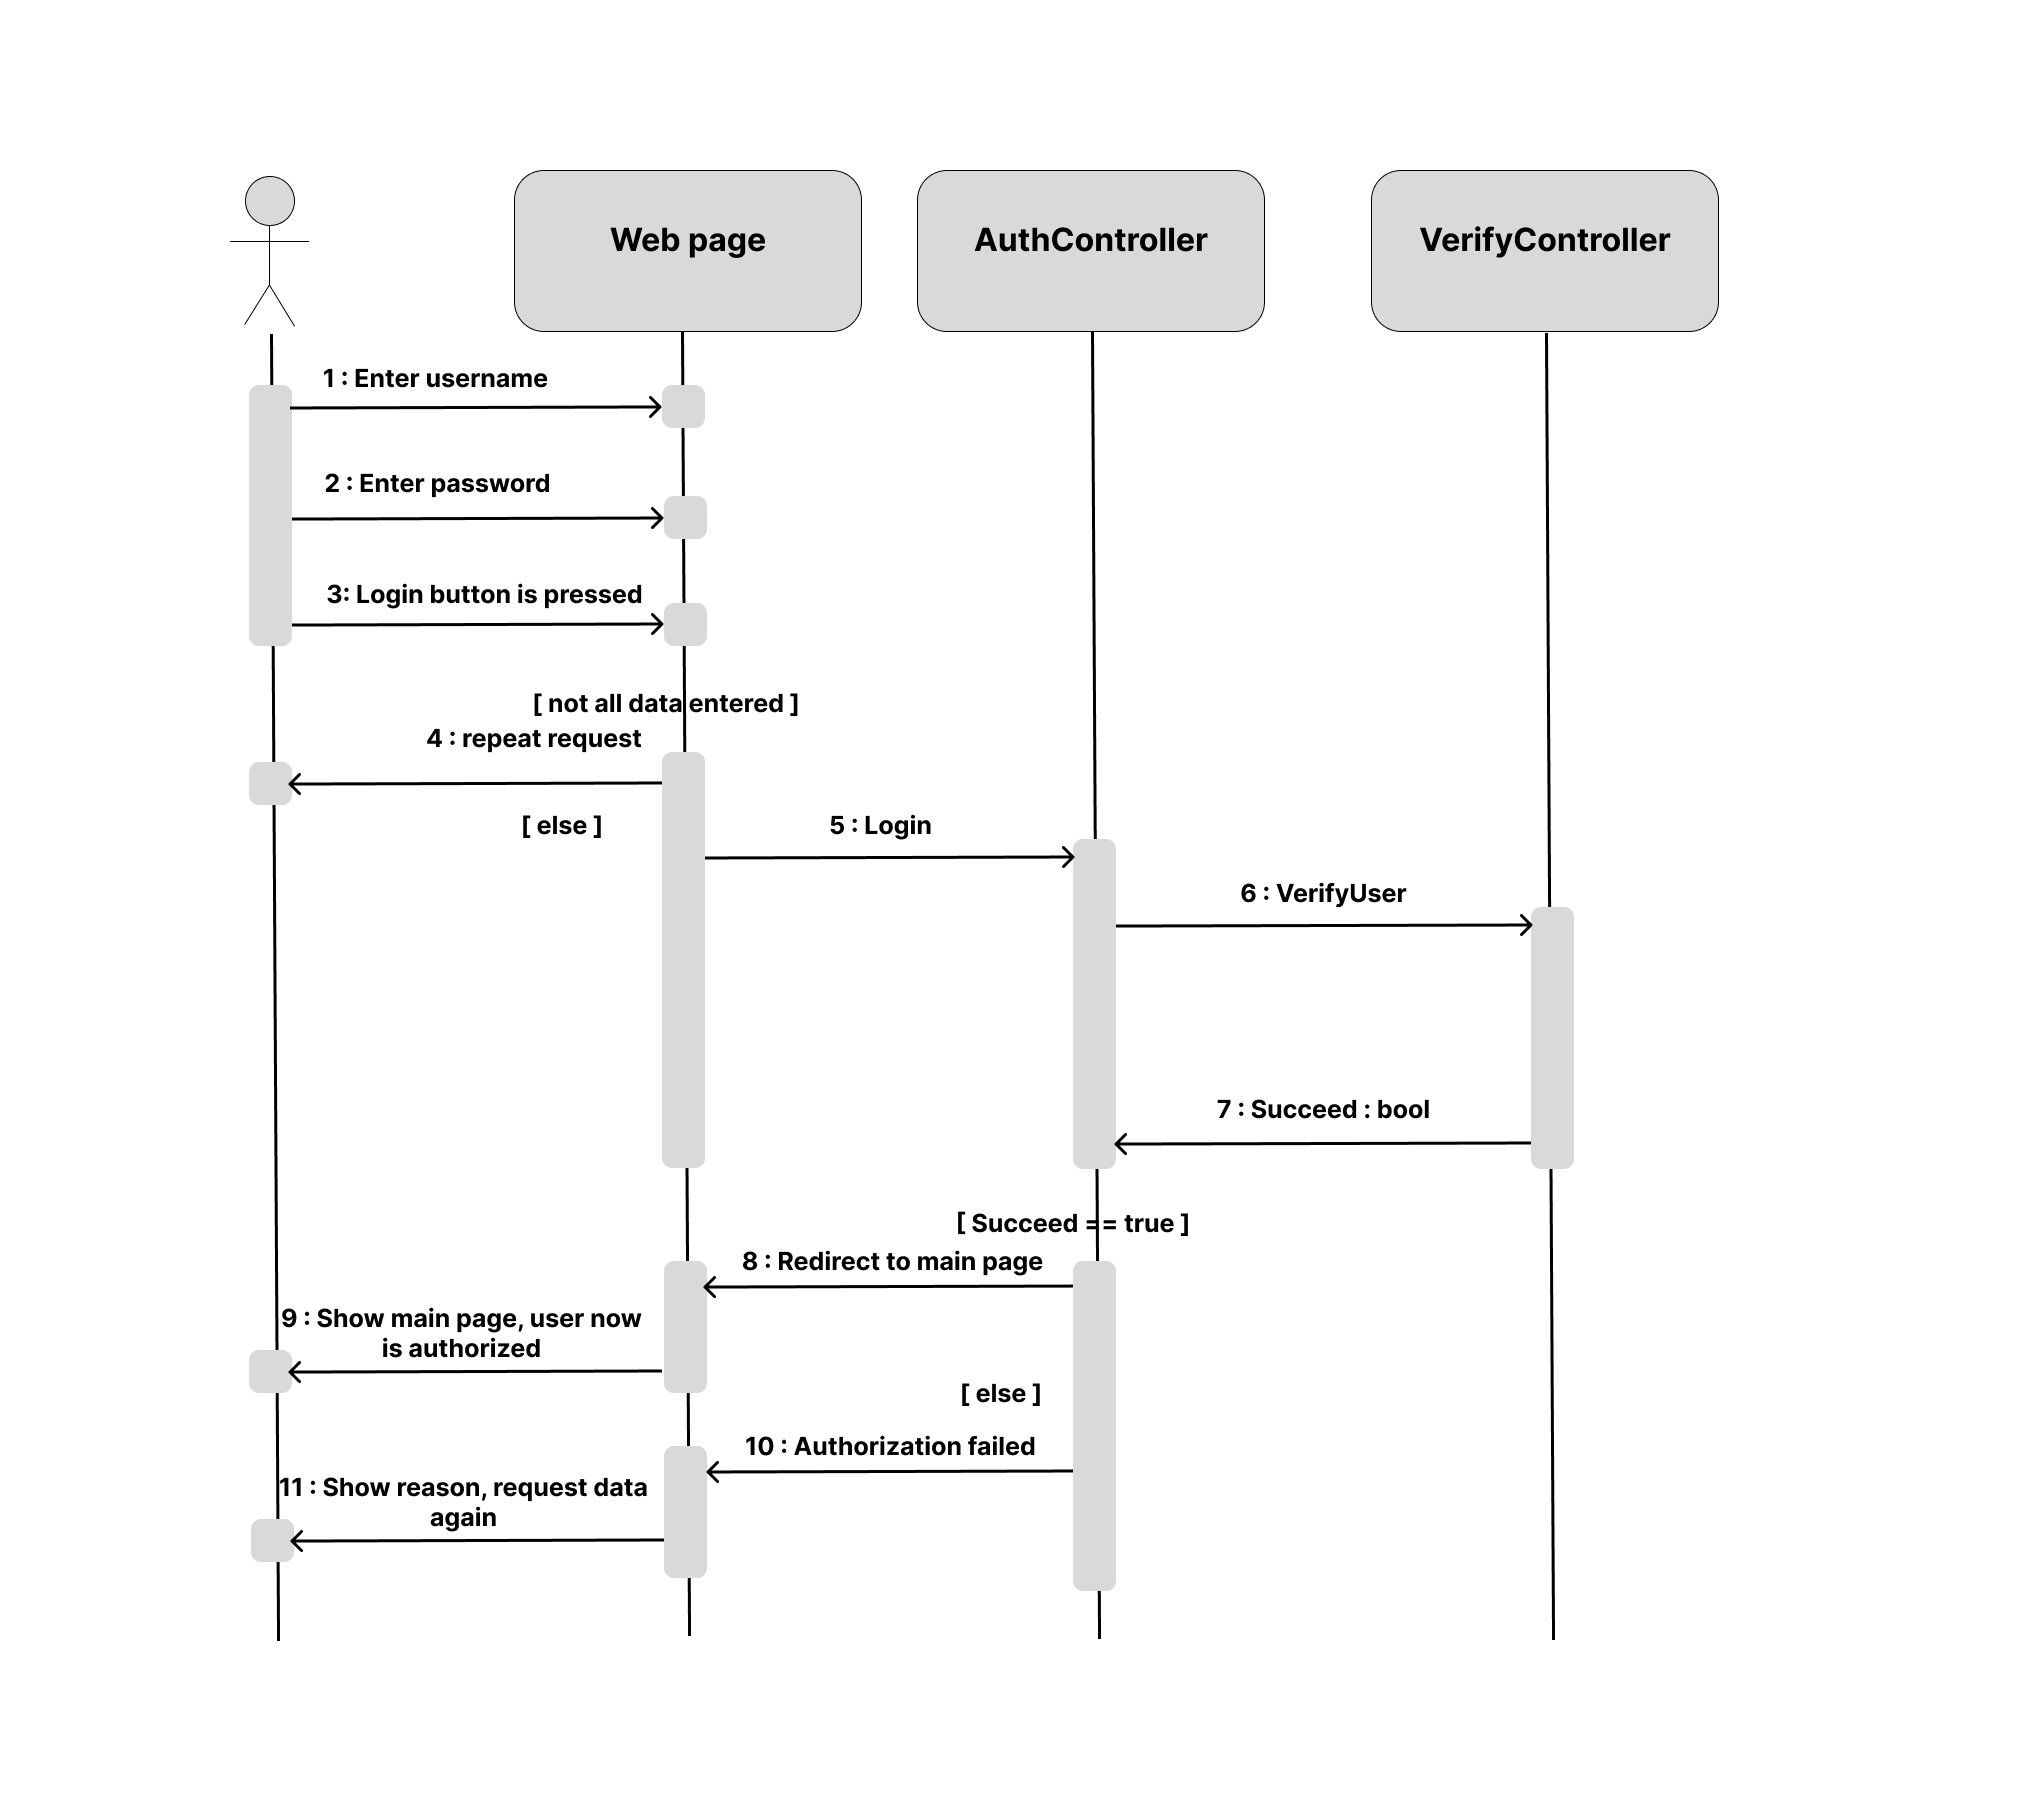 Web page
AuthController
VerifyController
1 : Enter username
2 : Enter password
3: Login button is pressed
[ not all data entered ]
4 : repeat request
[ else ]
5 : Login
6 : VerifyUser
7 : Succeed : bool
[ Succeed == true ]
8 : Redirect to main page
9 : Show main page, user now
is authorized
[ else ]
10 : Authorization failed
11 : Show reason, request data
again